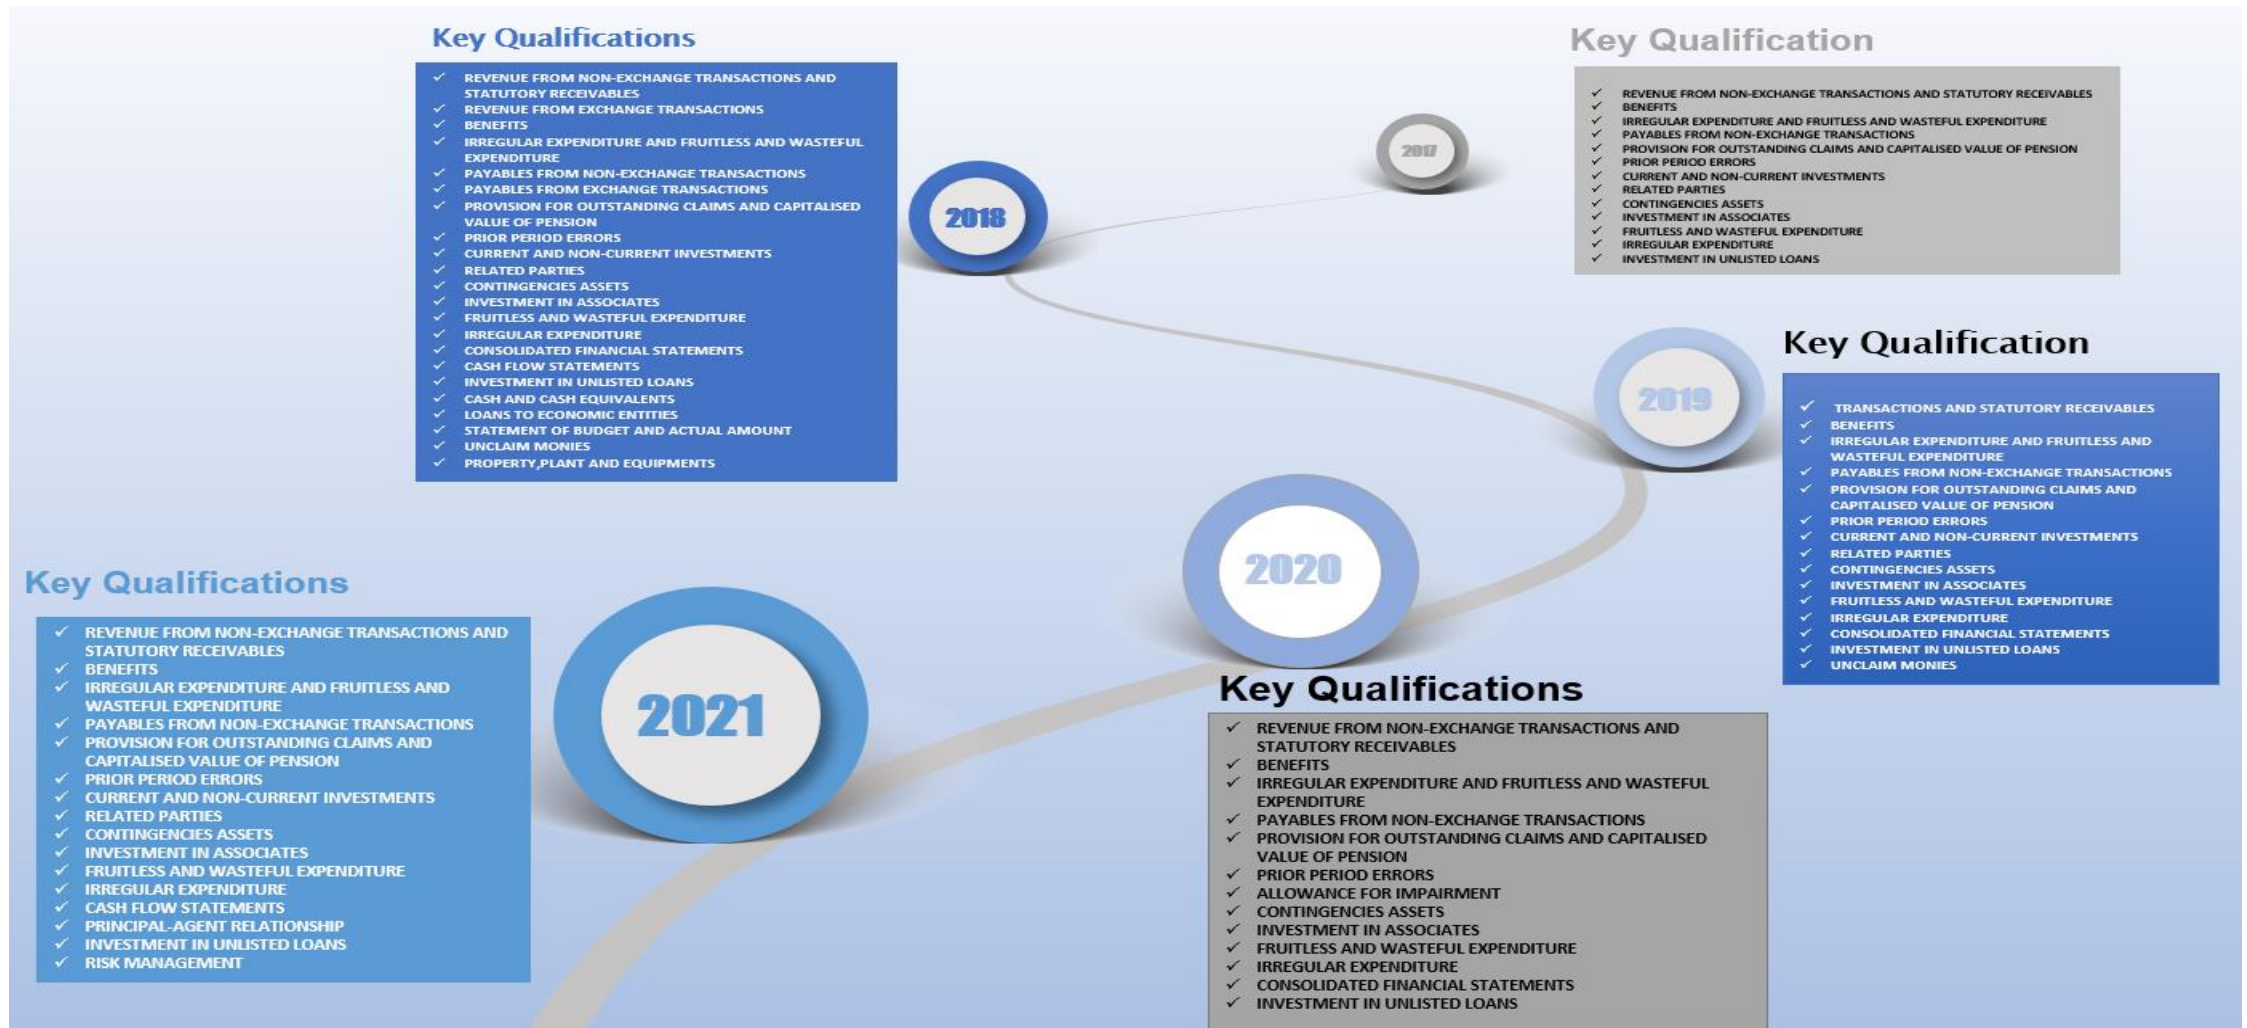 Key Qualifications
✓ REVENUE FROM NON-EXCHANGE TRANSACTIONS AND
STATUTORY RECEIVABLES
✓ REVENUE FROM EXCHANGE TRANSACTIONS
✓ BENEFITS
✓ IRREGULAR EXPENDITURE AND FRUITLESS AND WASTEFUL
EXPENDITURE
✓ PAYABLES FROM NON-EXCHANGE TRANSACTIONS
✓ PAYABLES FROM EXCHANGE TRANSACTIONS
✓ PROVISION FOR OUTSTANDING CLAIMS AND CAPITALISED
VALUE OF PENSION
✓ PRIOR PERIOD ERRORS
✓ CURRENT AND NON-CURRENT INVESTMENTS
✓ RELATED PARTIES
✓ CONTINGENCIES ASSETS
✓ INVESTMENT IN ASSOCIATES
✓ FRUITLESS AND WASTEFUL EXPENDITURE
✓ IRREGULAR EXPENDITURE
✓ CONSOLIDATED FINANCIAL STATEMENTS
✓ CASH FLOW STATEMENTS
✓ INVESTMENT IN UNLISTED LOANS
✓ CASH AND CASH EQUIVALENTS
✓ LOANS TO ECONOMIC ENTITIES
✓ STATEMENT OF BUDGET AND ACTUAL AMOUNT
✓ UNCLAIM MONIES
✓ PROPERTY,PLANT AND EQUIPMENTS
2018
2017
Key Qualification
✓ REVENUE FROM NON-EXCHANGE TRANSACTIONS AND STATUTORY RECEIVABLES
✓ BENEFITS
✓ IRREGULAR EXPENDITURE AND FRUITLESS AND WASTEFUL EXPENDITURE
✓ PAYABLES FROM NON-EXCHANGE TRANSACTIONS
✓ PROVISION FOR OUTSTANDING CLAIMS AND CAPITALISED VALUE OF PENSION
✓ PRIOR PERIOD ERRORS
✓ CURRENT AND NON-CURRENT INVESTMENTS
✓ RELATED PARTIES
✓ CONTINGENCIES ASSETS
✓ INVESTMENT IN ASSOCIATES
✓ FRUITLESS AND WASTEFUL EXPENDITURE
✓ IRREGULAR EXPENDITURE
✓ INVESTMENT IN UNLISTED LOANS
2019
Key Qualification
✓ TRANSACTIONS AND STATUTORY RECEIVABLES
✓ BENEFITS
✓ IRREGULAR EXPENDITURE AND FRUITLESS AND
WASTEFUL EXPENDITURE
✓ PAYABLES FROM NON-EXCHANGE TRANSACTIONS
✓ PROVISION FOR OUTSTANDING CLAIMS AND
CAPITALISED VALUE OF PENSION
✓ PRIOR PERIOD ERRORS
✓ CURRENT AND NON-CURRENT INVESTMENTS
✓ RELATED PARTIES
✓ CONTINGENCIES ASSETS
✓ INVESTMENT IN ASSOCIATES
✓ FRUITLESS AND WASTEFUL EXPENDITURE
✓ IRREGULAR EXPENDITURE
✓ CONSOLIDATED FINANCIAL STATEMENTS
✓ INVESTMENT IN UNLISTED LOANS
✓ UNCLAIM MONIES
2020
Key Qualifications
✓ REVENUE FROM NON-EXCHANGE TRANSACTIONS AND
STATUTORY RECEIVABLES
✓ BENEFITS
✓ IRREGULAR EXPENDITURE AND FRUITLESS AND WASTEFUL
EXPENDITURE
✓ PAYABLES FROM NON-EXCHANGE TRANSACTIONS
✓ PROVISION FOR OUTSTANDING CLAIMS AND CAPITALISED
VALUE OF PENSION
✓ PRIOR PERIOD ERRORS
✓ ALLOWANCE FOR IMPAIRMENT
✓ CONTINGENCIES ASSETS
✓ INVESTMENT IN ASSOCIATES
✓ FRUITLESS AND WASTEFUL EXPENDITURE
✓ IRREGULAR EXPENDITURE
✓ CONSOLIDATED FINANCIAL STATEMENTS
✓ INVESTMENT IN UNLISTED LOANS
Key Qualifications
✓ REVENUE FROM NON-EXCHANGE TRANSACTIONS AND
STATUTORY RECEIVABLES
✓ BENEFITS
✓ IRREGULAR EXPENDITURE AND FRUITLESS AND
WASTEFUL EXPENDITURE
✓ PAYABLES FROM NON-EXCHANGE TRANSACTIONS
✓ PROVISION FOR OUTSTANDING CLAIMS AND
CAPITALISED VALUE OF PENSION
✓ PRIOR PERIOD ERRORS
✓ CURRENT AND NON-CURRENT INVESTMENTS
✓ RELATED PARTIES
✓ CONTINGENCIES ASSETS
✓ INVESTMENT IN ASSOCIATES
✓ FRUITLESS AND WASTEFUL EXPENDITURE
✓ IRREGULAR EXPENDITURE
✓ CASH FLOW STATEMENTS
✓ PRINCIPAL-AGENT RELATIONSHIP
✓ INVESTMENT IN UNLISTED LOANS
✓ RISK MANAGEMENT
2021